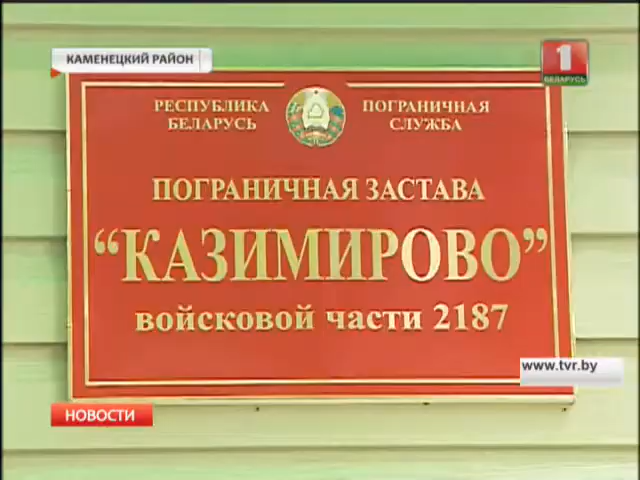 КАМЕНЕЦКИЙ РАЙОН
1
БЕЛАРУСЬ
РЕСПУБЛИКА
БЕЛАРУСЬ
ПОГРАНИЧНАЯ
СЛУЖБА
ПОГРАНИЧНАЯ ЗАСТАВА
“КАЗИМИРОВО”
войсковой части 2187
www.tvr.by
НОВОСТИ